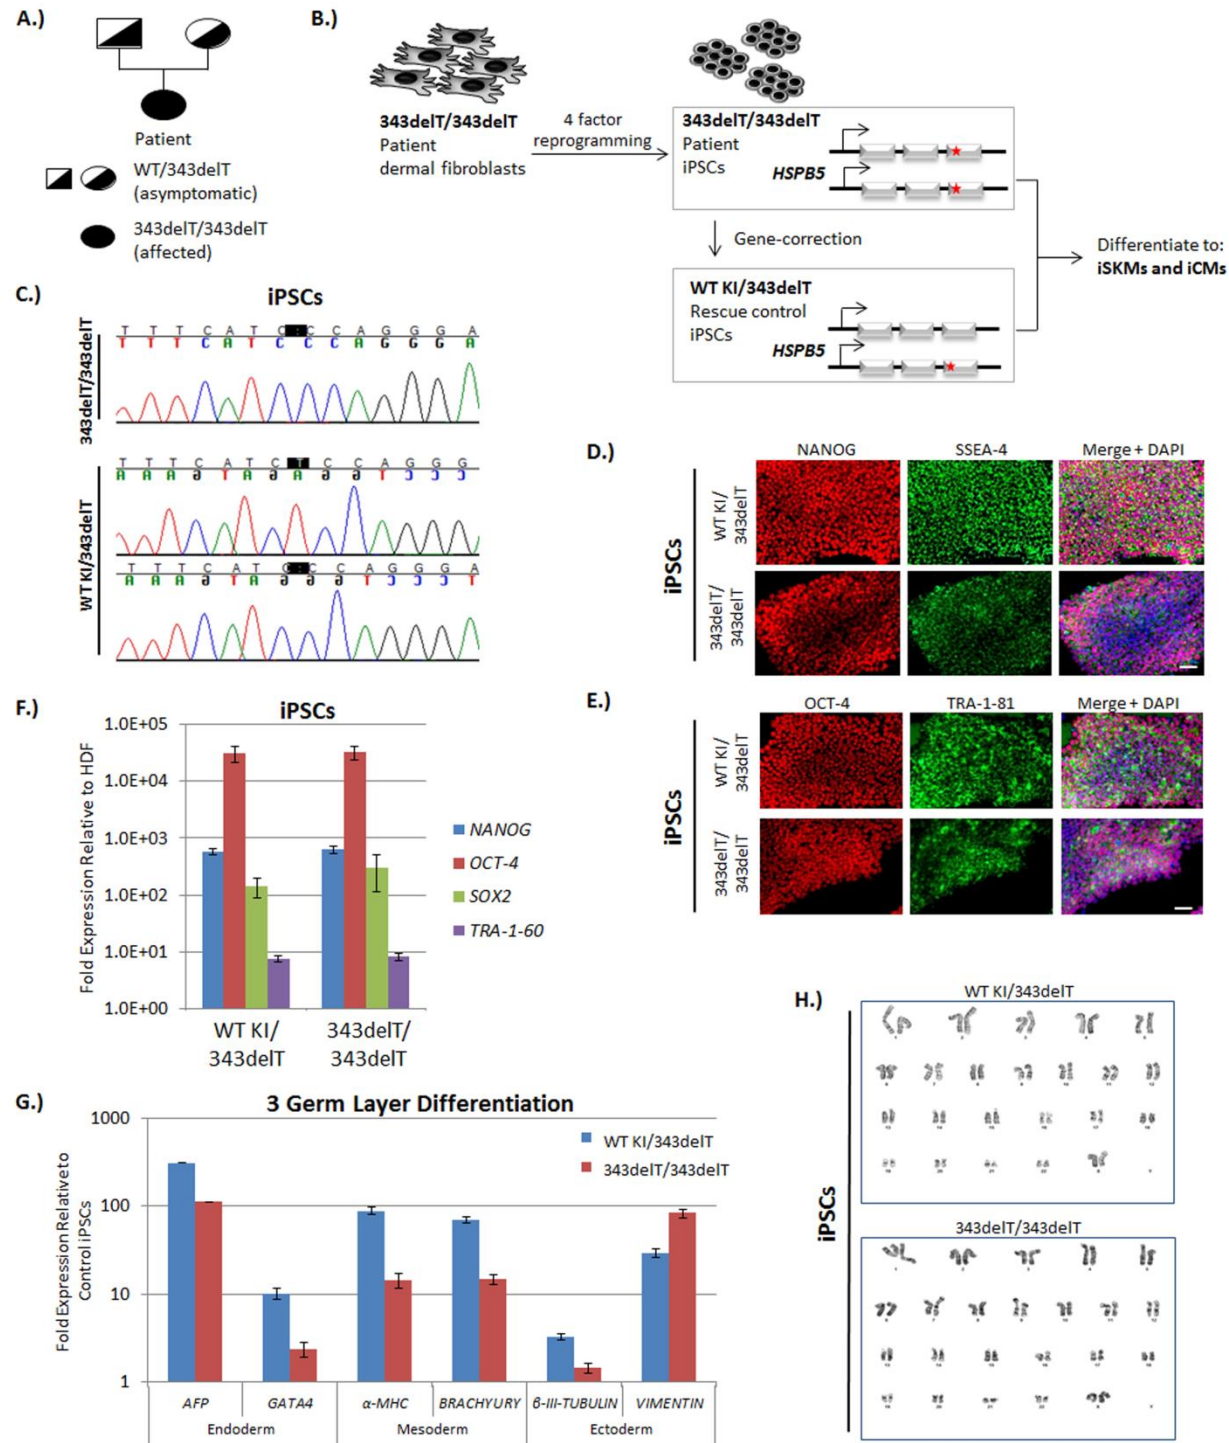 A.)
Patient
WT/343delT
(asymptomatic)
343delT/343delT
(affected)
B.)
343delT/343delT
Patient
dermal fibroblasts
4 factor
reprogramming
343delT/343delT
Patient
iPSCs
HSPB5
Gene-correction
WT KI/343delT
Rescue control
iPSCs
HSPB5
Differentiate to:
iSKMs and iCMs
C.)
iPSCs
343delT/343delT
T T T C A T C : C C A G G G A
T T T C A T C C C A G G G A
WT KI/343delT
T T T C A T C T C C A G G G
A A A G T A G A G G T C C C
T T T C A T C : C C A G G G A
A A A G T A G G G T C C C T
D.)
NANOG
SSEA-4
Merge + DAPI
iPSCs
WT KI/
343delT
343delT/
343delT
E.)
OCT-4
TRA-1-81
Merge + DAPI
iPSCs
WT KI/
343delT
343delT/
343delT
F.)
iPSCs
Fold Expression Relative to HDF
1.0E+05
1.0E+04
1.0E+03
1.0E+02
1.0E+01
1.0E+00
NANOG
OCT-4
SOX2
TRA-1-60
WT KI/
343delT
343delT/
343delT
G.)
3 Germ Layer Differentiation
Fold Expression Relative to
Control iPSCs
1000
100
10
1
WT KI/343delT
343delT/343delT
AFP
GATA4
α-MHC
BRACHYURY
β-III-TUBULIN
VIMENTIN
Endoderm
Mesoderm
Ectoderm
H.)
iPSCs
WT KI/343delT
343delT/343delT